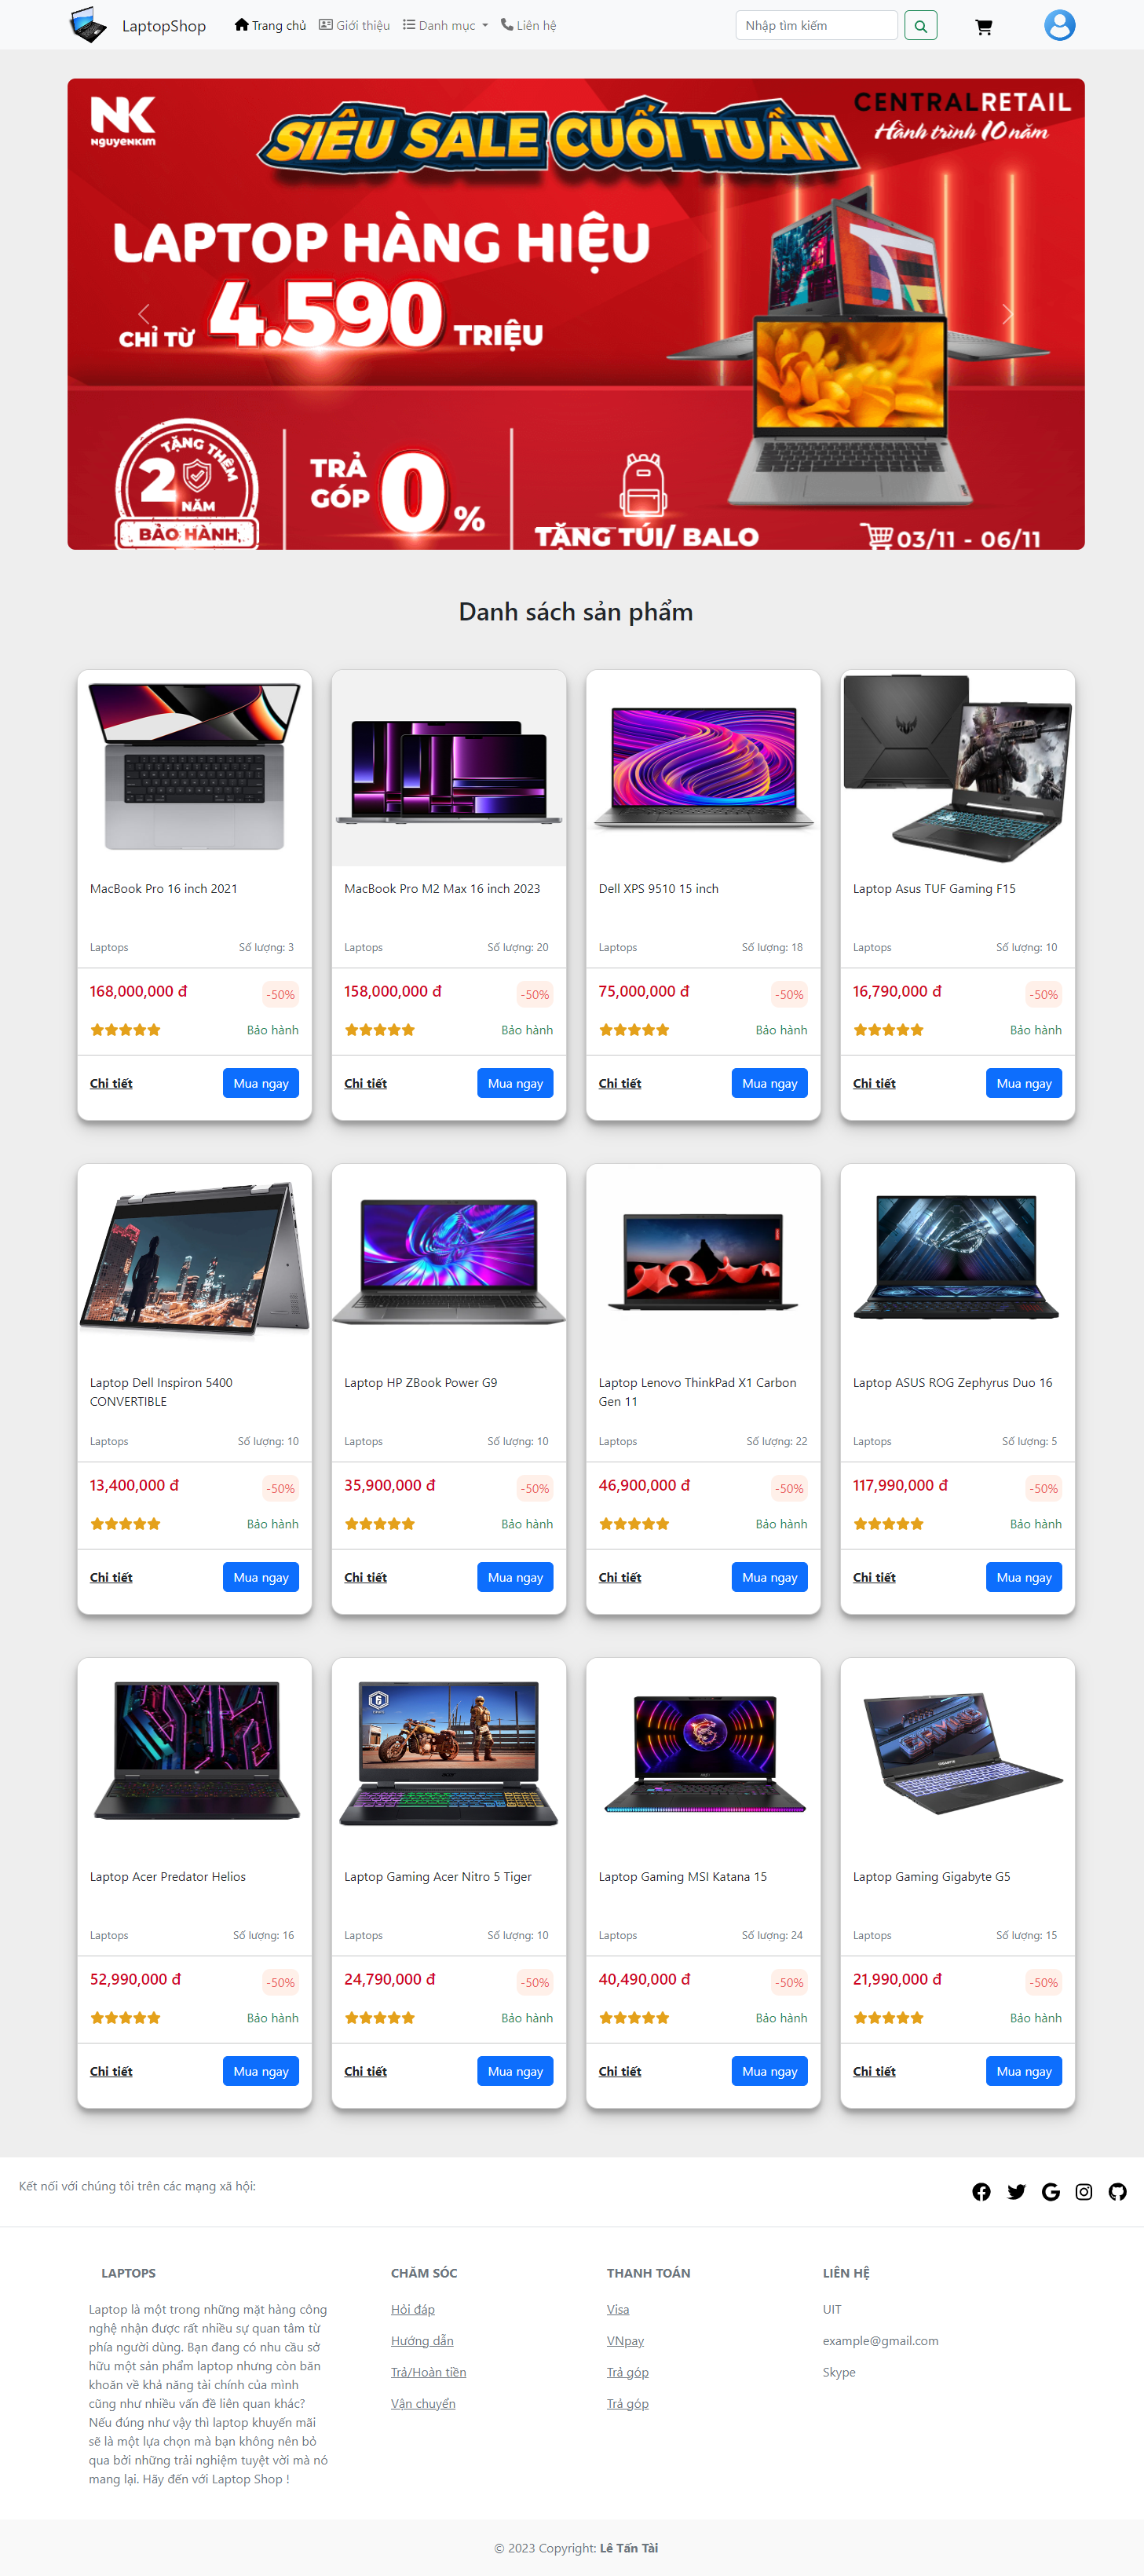 LaptopShop
Trang chủ
Giới thiệu
Danh mục
Liên hệ
Nhập tìm kiếm
NK
NGUYENKIM
SIÊU SALE CUỐI TUẦN
CENTRAL RETAIL
Hành trình 10 năm
LAPTOP HÀNG HIỆU
CHỈ TỪ 4.590 TRIỆU
TẶNG THÊM
2 NĂM
BẢO HÀNH
TRẢ GÓP 0%
TẶNG TÚI/ BALO
03/11 - 06/11
Danh sách sản phẩm
MacBook Pro 16 inch 2021
Laptops Số lượng: 3
168,000,000 đ -50%
Bảo hành
Chi tiết Mua ngay
MacBook Pro M2 Max 16 inch 2023
Laptops Số lượng: 20
158,000,000 đ -50%
Bảo hành
Chi tiết Mua ngay
Dell XPS 9510 15 inch
Laptops Số lượng: 18
75,000,000 đ -50%
Bảo hành
Chi tiết Mua ngay
Laptop Asus TUF Gaming F15
Laptops Số lượng: 10
16,790,000 đ -50%
Bảo hành
Chi tiết Mua ngay
Laptop Dell Inspiron 5400
CONVERTIBLE
Laptops Số lượng: 10
13,400,000 đ -50%
Bảo hành
Chi tiết Mua ngay
Laptop HP ZBook Power G9
Laptops Số lượng: 10
35,900,000 đ -50%
Bảo hành
Chi tiết Mua ngay
Laptop Lenovo ThinkPad X1 Carbon
Gen 11
Laptops Số lượng: 22
46,900,000 đ -50%
Bảo hành
Chi tiết Mua ngay
Laptop ASUS ROG Zephyrus Duo 16
Laptops Số lượng: 5
117,990,000 đ -50%
Bảo hành
Chi tiết Mua ngay
Laptop Acer Predator Helios
Laptops Số lượng: 16
52,990,000 đ -50%
Bảo hành
Chi tiết Mua ngay
Laptop Gaming Acer Nitro 5 Tiger
Laptops Số lượng: 10
24,790,000 đ -50%
Bảo hành
Chi tiết Mua ngay
Laptop Gaming MSI Katana 15
Laptops Số lượng: 24
40,490,000 đ -50%
Bảo hành
Chi tiết Mua ngay
Laptop Gaming Gigabyte G5
Laptops Số lượng: 15
21,990,000 đ -50%
Bảo hành
Chi tiết Mua ngay
Kết nối với chúng tôi trên các mạng xã hội:
LAPTOPS
Laptop là một trong những mặt hàng công
nghệ nhận được rất nhiều sự quan tâm từ
phía người dùng. Bạn đang có nhu cầu sở
hữu một sản phẩm laptop nhưng còn băn
khoăn về khả năng tài chính của mình
cũng như nhiều vấn đề liên quan khác?
Nếu đúng như vậy thì laptop khuyến mãi
sẽ là một lựa chọn mà bạn không nên bỏ
qua bởi những trải nghiệm tuyệt vời mà nó
mang lại. Hãy đến với Laptop Shop !
CHĂM SÓC
Hỏi đáp
Hướng dẫn
Trả/Hoàn tiền
Vận chuyển
THANH TOÁN
Visa
VNpay
Trả góp
Trả góp
LIÊN HỆ
UIT
example@gmail.com
Skype
© 2023 Copyright: Lê Tấn Tài